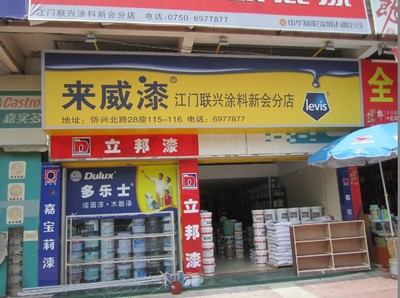 江门联兴涂料新会分店 电话：0750-6977877
Castrol
嘉实多
来威漆® 江门联兴涂料新会分店
levis
地址：侨兴北路28座115-116 电话：6977877
全
立邦漆
Dulux
多乐士
墙面漆·木器漆
立邦漆
嘉宝莉漆